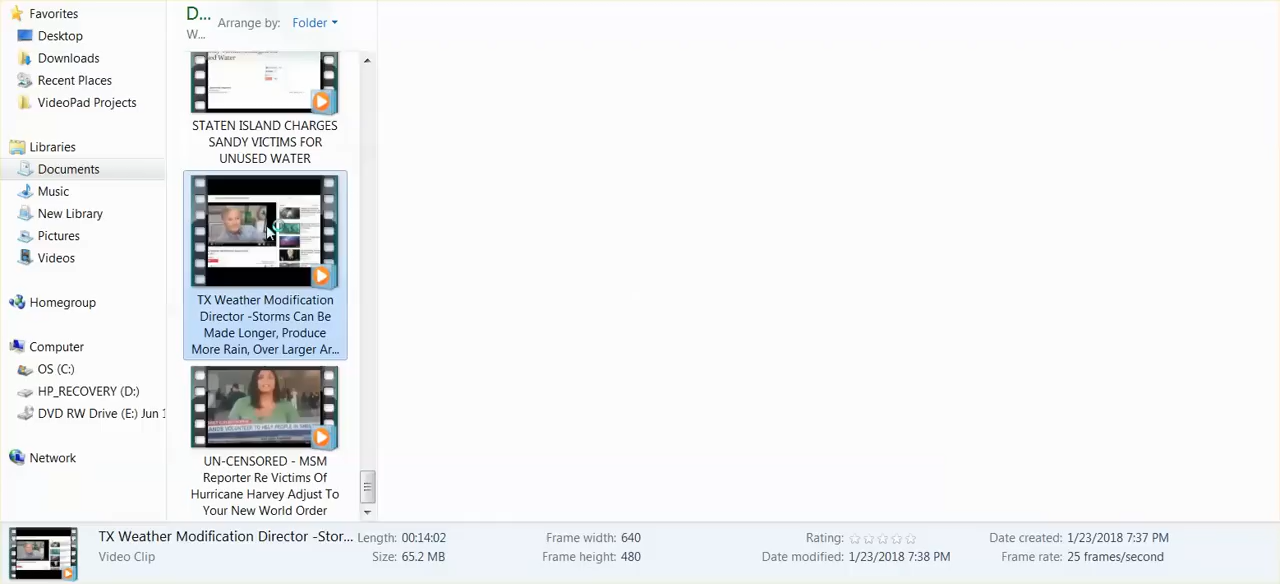 Favorites
Desktop
Downloads
Recent Places
VideoPad Projects
Libraries
Documents
Music
New Library
Pictures
Videos
Homegroup
Computer
OS (C:)
HP_RECOVERY (D:)
DVD RW Drive (E:) Jun 1
Network
D...
W...
Arrange by: Folder
ed Water
STATEN ISLAND CHARGES
SANDY VICTIMS FOR
UNUSED WATER
TX Weather Modification
Director -Storms Can Be
Made Longer, Produce
More Rain, Over Larger Ar...
UN-CENSORED - MSM
Reporter Re Victims Of
Hurricane Harvey Adjust To
Your New World Order
TX Weather Modification Director -Stor...
Video Clip
Length: 00:14:02
Size: 65.2 MB
Frame width: 640
Frame height: 480
Rating:
Date modified: 1/23/2018 7:38 PM
Date created: 1/23/2018 7:37 PM
Frame rate: 25 frames/second